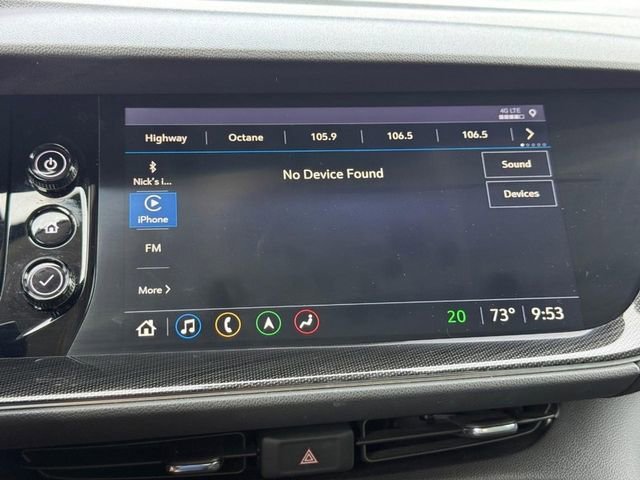 4G LTE
Highway Octane 105.9 106.5 106.5
No Device Found
Sound
Nick's i...
Devices
iPhone
FM
More
20 73° 9:53